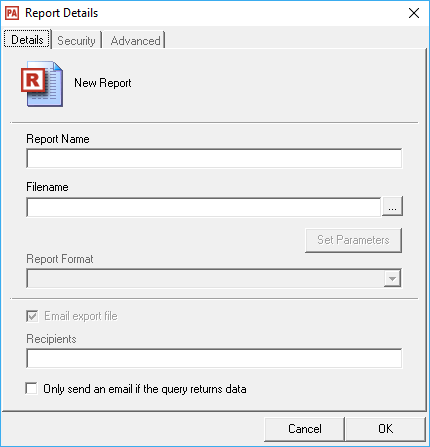 PA Report Details
Details Security Advanced
R New Report
Report Name
Filename
...
Set Parameters
Report Format
Email export file
Recipients
Only send an email if the query returns data
Cancel OK